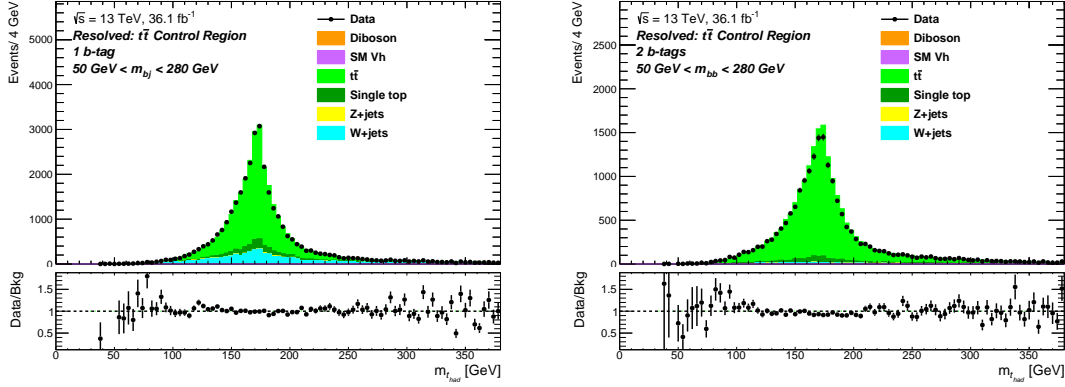 √s = 13 TeV, 36.1 fb⁻¹
Resolved: tt̄ Control Region
1 b-tag
50 GeV < m_bj < 280 GeV
Data
Diboson
SM Vh
tt̄
Single top
Z+jets
W+jets
Events/ 4 GeV
5000
4000
3000
2000
1000
0
Data/Bkg
1.5
1
0.5
0 50 100 150 200 250 300 350
m_t_had [GeV]
√s = 13 TeV, 36.1 fb⁻¹
Resolved: tt̄ Control Region
2 b-tags
50 GeV < m_bb < 280 GeV
Data
Diboson
SM Vh
tt̄
Single top
Z+jets
W+jets
Events/ 4 GeV
2500
2000
1500
1000
500
0
Data/Bkg
1.5
1
0.5
0 50 100 150 200 250 300 350
m_t_had [GeV]